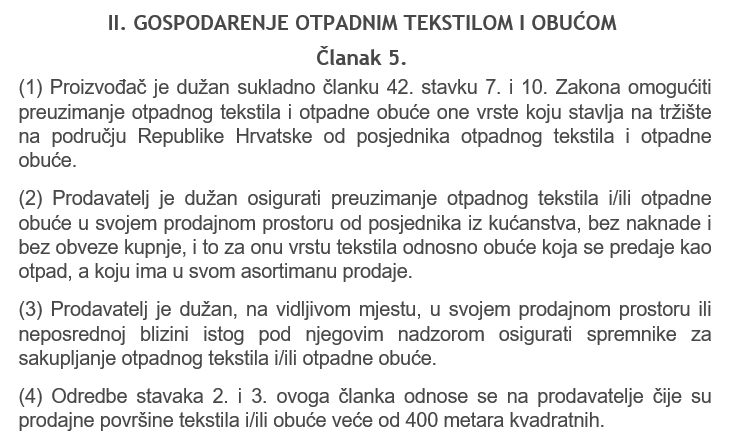 II. GOSPODARENJE OTPADNIM TEKSTILOM I OBUĆOM
Članak 5.
(1) Proizvođač je dužan sukladno članku 42. stavku 7. i 10. Zakona omogućiti
preuzimanje otpadnog tekstila i otpadne obuće one vrste koju stavlja na tržište
na području Republike Hrvatske od posjednika otpadnog tekstila i otpadne
obuće.
(2) Prodavatelj je dužan osigurati preuzimanje otpadnog tekstila i/ili otpadne
obuće u svojem prodajnom prostoru od posjednika iz kućanstva, bez naknade i
bez obveze kupnje, i to za onu vrstu tekstila odnosno obuće koja se predaje kao
otpad, a koju ima u svom asortimanu prodaje.
(3) Prodavatelj je dužan, na vidljivom mjestu, u svojem prodajnom prostoru ili
neposrednoj blizini istog pod njegovim nadzorom osigurati spremnike za
sakupljanje otpadnog tekstila i/ili otpadne obuće.
(4) Odredbe stavaka 2. i 3. ovoga članka odnose se na prodavatelje čije su
prodajne površine tekstila i/ili obuće veće od 400 metara kvadratnih.